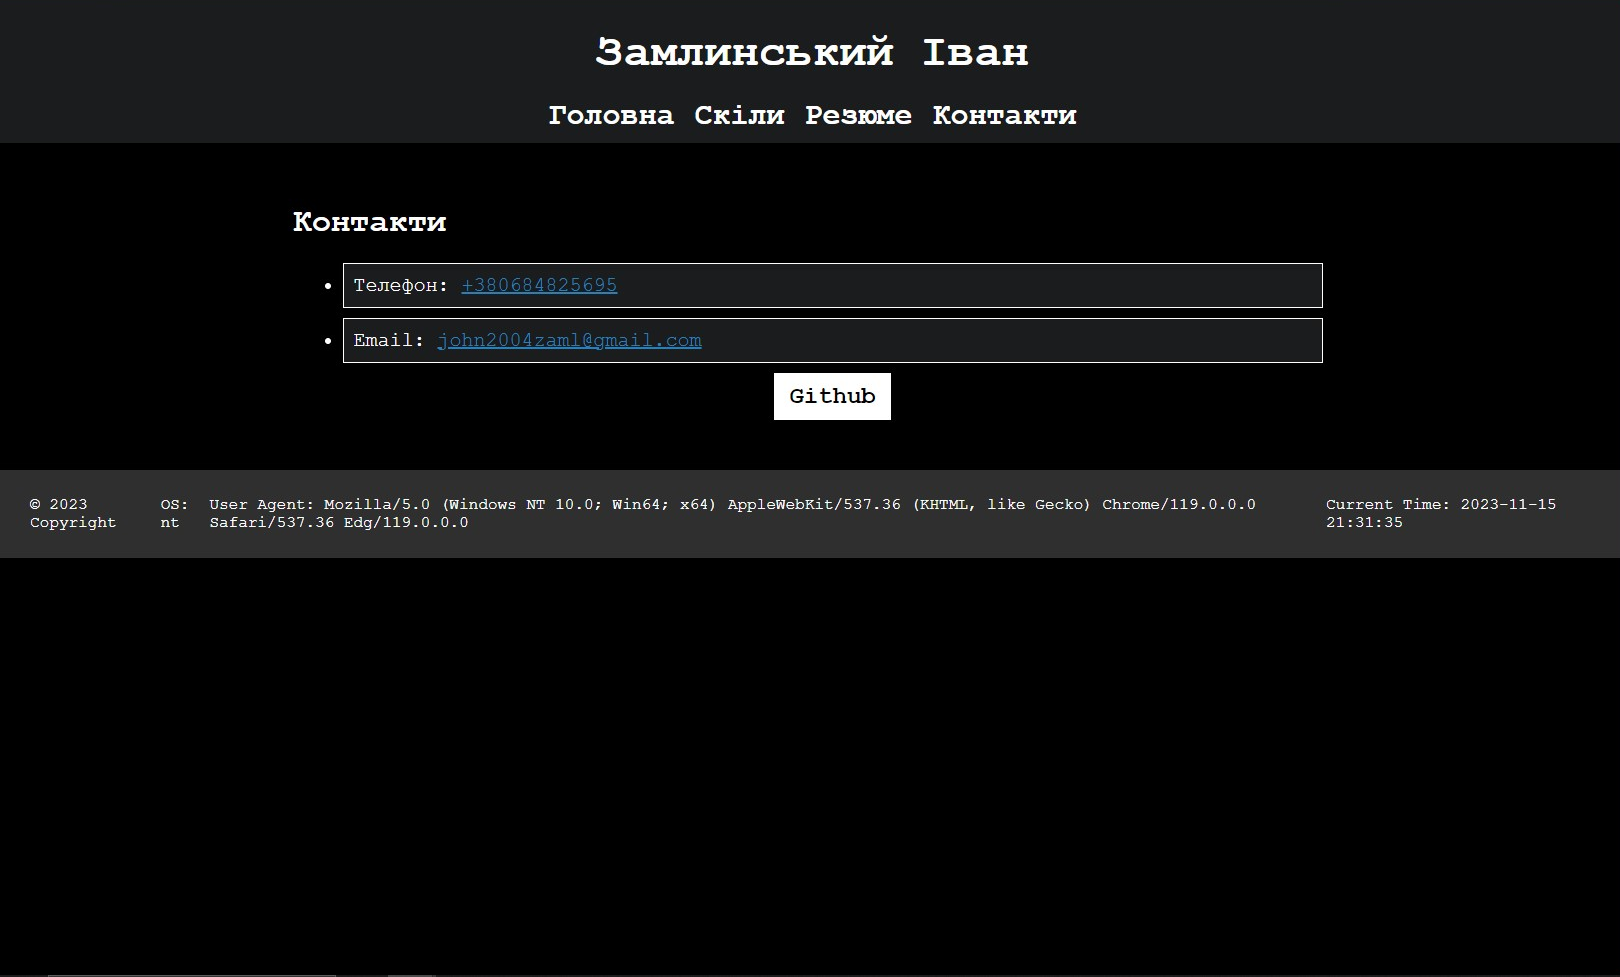 Замлинський Іван
Головна Скіли Резюме Контакти
Контакти
Телефон: +380684825695
Email: john2004zaml@gmail.com
Github
© 2023
Copyright
OS:
nt
User Agent: Mozilla/5.0 (Windows NT 10.0; Win64; x64) AppleWebKit/537.36 (KHTML, like Gecko) Chrome/119.0.0.0
Safari/537.36 Edg/119.0.0.0
Current Time: 2023-11-15
21:31:35